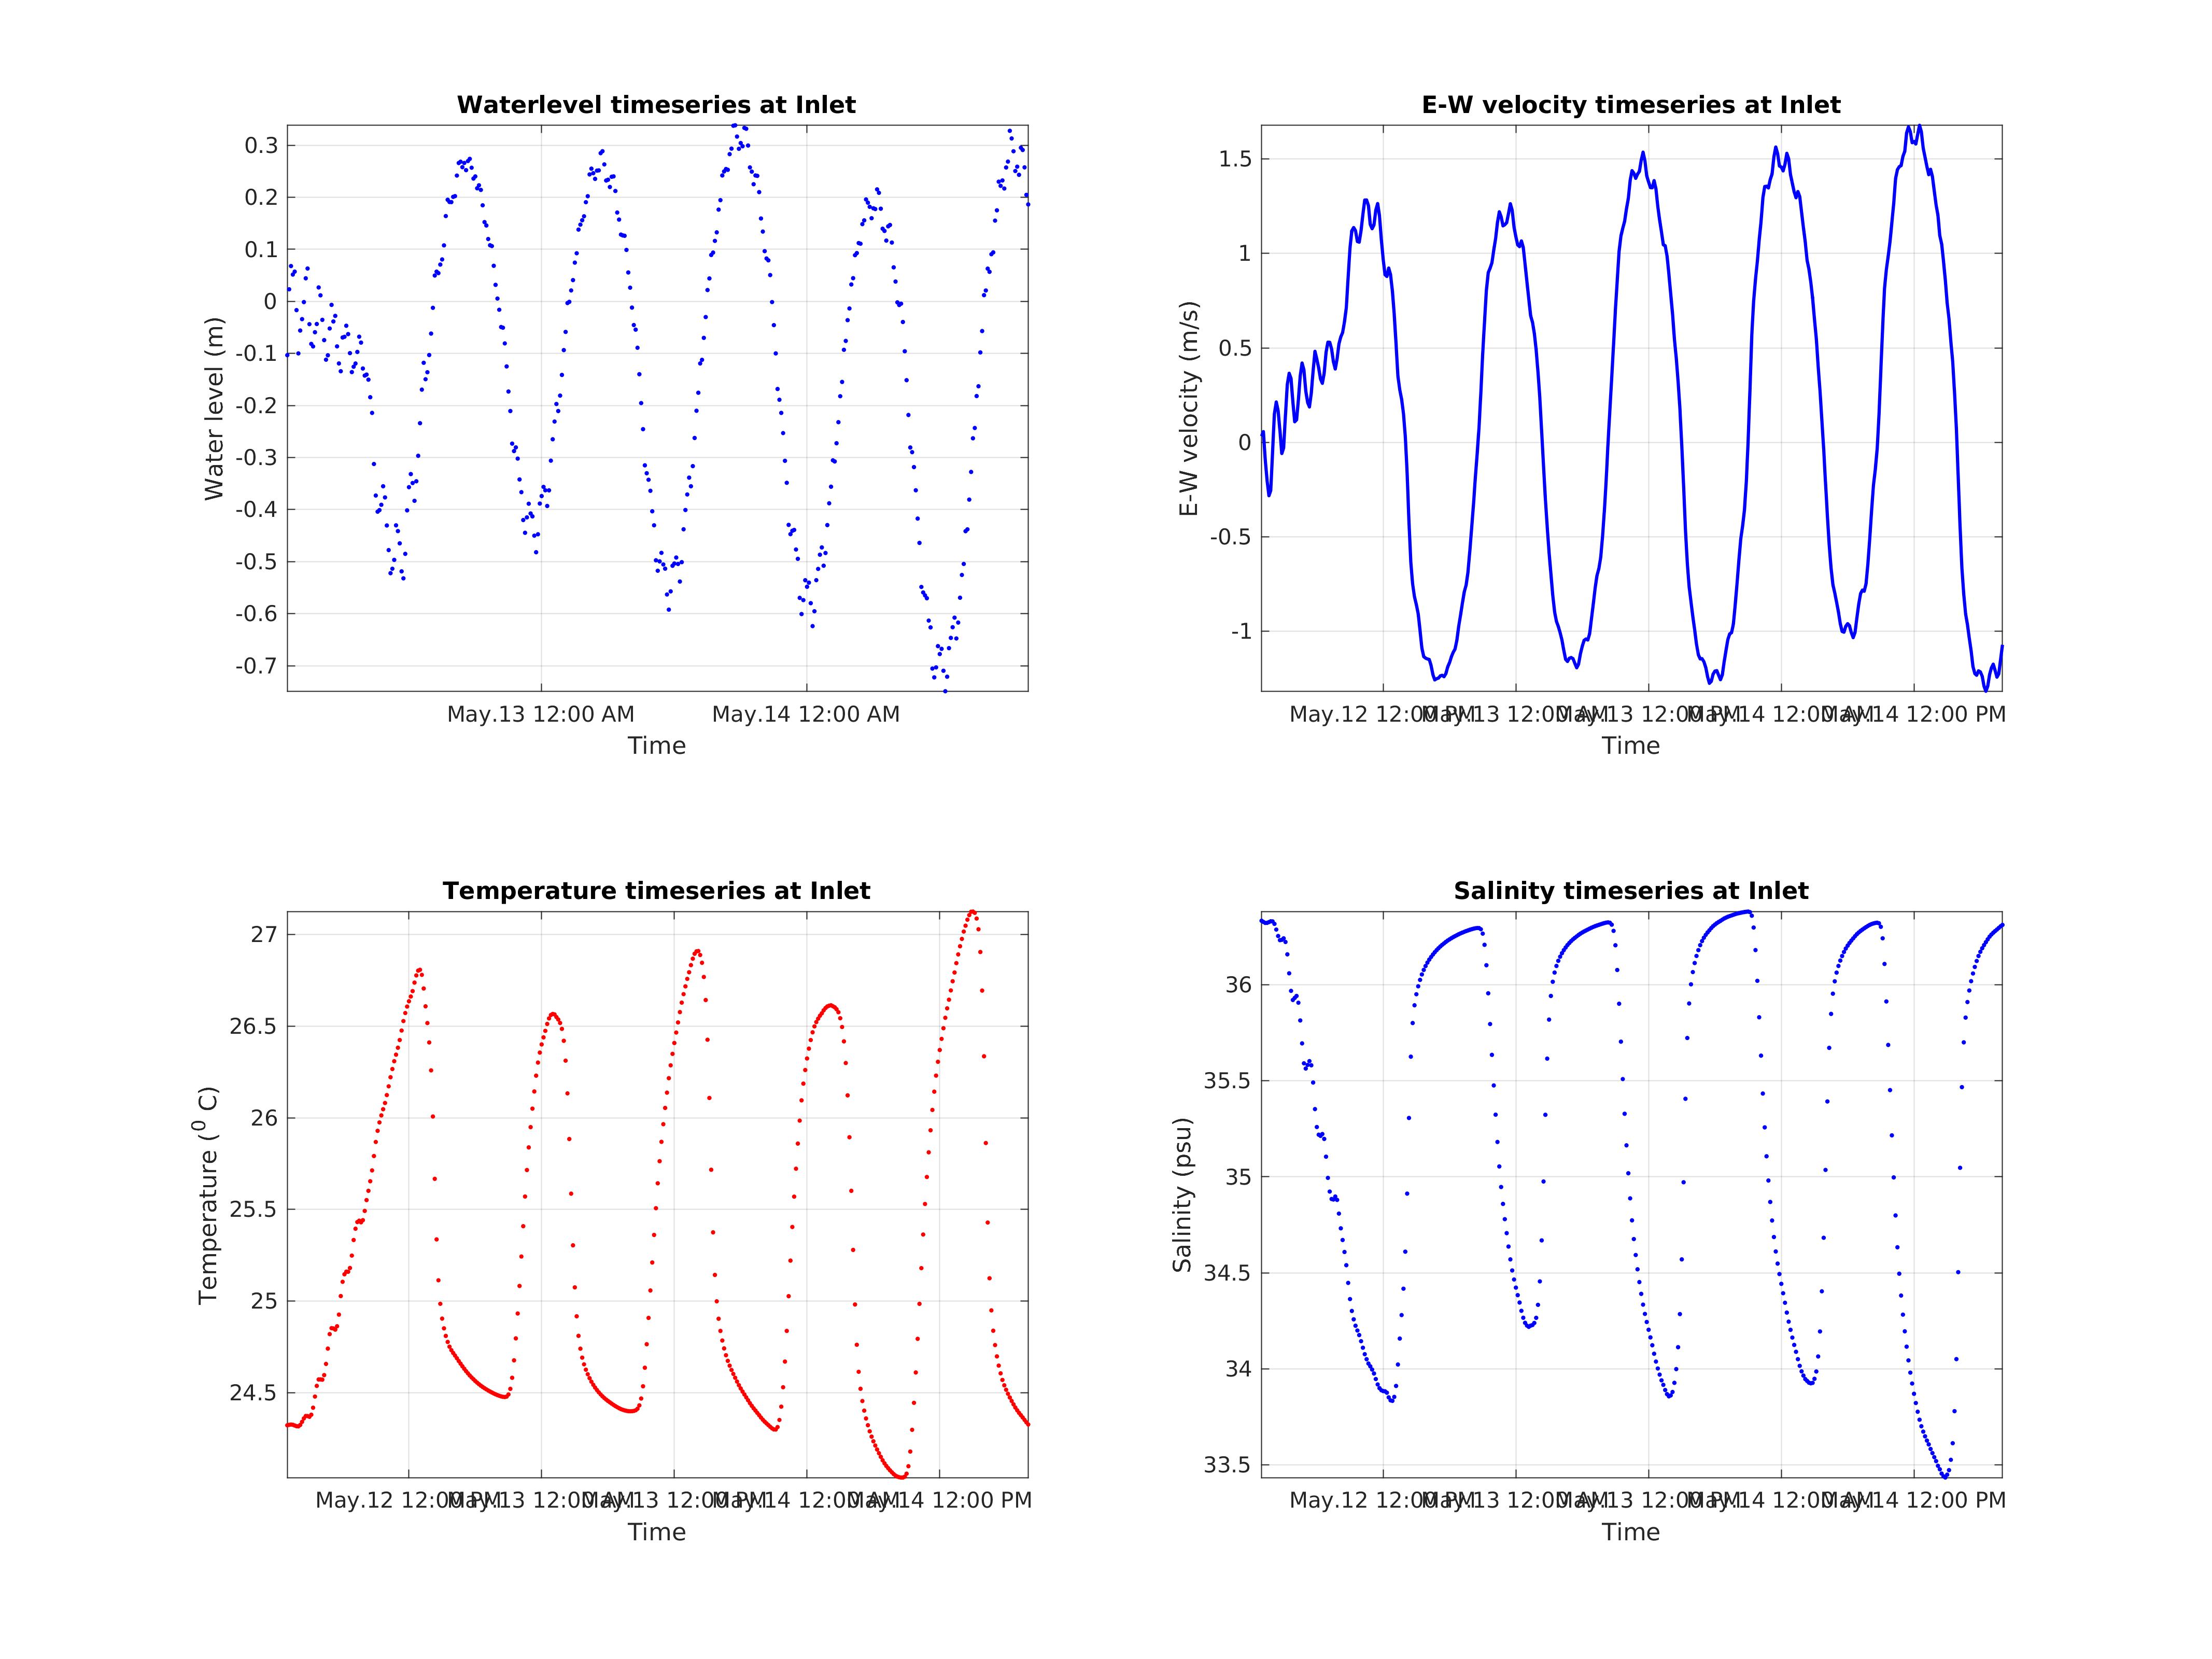 Waterlevel timeseries at Inlet
Water level (m)
0.3
0.2
0.1
0
-0.1
-0.2
-0.3
-0.4
-0.5
-0.6
-0.7
May.13 12:00 AM May.14 12:00 AM
Time
E-W velocity timeseries at Inlet
E-W velocity (m/s)
1.5
1
0.5
0
-0.5
-1
May.12 12:00 PM May.13 12:00 AM May.13 12:00 PM May.14 12:00 AM May.14 12:00 PM
Time
Temperature timeseries at Inlet
Temperature (⁰ C)
27
26.5
26
25.5
25
24.5
May.12 12:00 PM May.13 12:00 AM May.13 12:00 PM May.14 12:00 AM May.14 12:00 PM
Time
Salinity timeseries at Inlet
Salinity (psu)
36
35.5
35
34.5
34
33.5
May.12 12:00 PM May.13 12:00 AM May.13 12:00 PM May.14 12:00 AM May.14 12:00 PM
Time